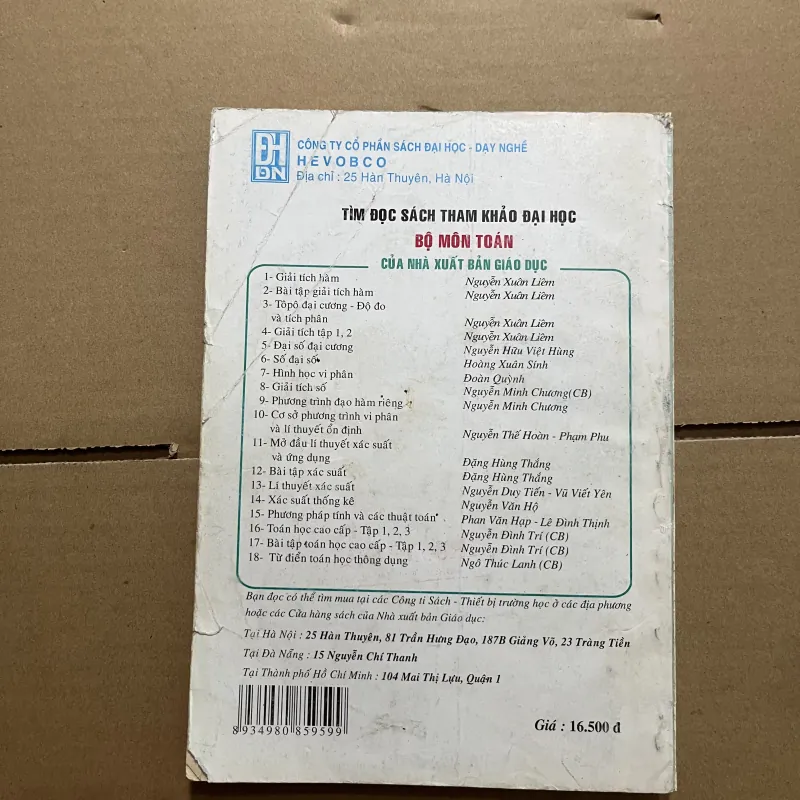 ĐH
DN
CÔNG TY CỔ PHẦN SÁCH ĐẠI HỌC - DẠY NGHỀ
HEVOBCO
Địa chỉ : 25 Hàn Thuyên, Hà Nội
TÌM ĐỌC SÁCH THAM KHẢO ĐẠI HỌC
BỘ MÔN TOÁN
CỦA NHÀ XUẤT BẢN GIÁO DỤC
1- Giải tích hàm Nguyễn Xuân Liêm
2- Bài tập giải tích hàm Nguyễn Xuân Liêm
3- Tôpô đại cương - Độ đo
và tích phân Nguyễn Xuân Liêm
4- Giải tích tập 1, 2 Nguyễn Xuân Liêm
5- Đại số đại cương Nguyễn Hữu Việt Hùng
6- Số đại số Hoàng Xuân Sính
7- Hình học vi phân Đoàn Quỳnh
8- Giải tích số Nguyễn Minh Chương(CB)
9- Phương trình đạo hàm riêng Nguyễn Minh Chương
10- Cơ sở phương trình vi phân
và lí thuyết ổn định Nguyễn Thế Hoàn - Phạm Phu
11- Mở đầu lí thuyết xác suất
và ứng dụng Đặng Hùng Thắng
12- Bài tập xác suất Đặng Hùng Thắng
13- Lí thuyết xác suất Nguyễn Duy Tiến - Vũ Viết Yên
14- Xác suất thống kê Nguyễn Văn Hộ
15- Phương pháp tính và các thuật toán Phan Văn Hạp - Lê Đình Thịnh
16- Toán học cao cấp - Tập 1, 2, 3 Nguyễn Đình Trí (CB)
17- Bài tập toán học cao cấp - Tập 1, 2, 3 Nguyễn Đình Trí (CB)
18- Từ điển toán học thông dụng Ngô Thúc Lanh (CB)
Bạn đọc có thể tìm mua tại các Công ti Sách - Thiết bị trường học ở các địa phương
hoặc các Cửa hàng sách của Nhà xuất bản Giáo dục:
Tại Hà Nội : 25 Hàn Thuyên, 81 Trần Hưng Đạo, 187B Giảng Võ, 23 Tràng Tiền
Tại Đà Nẵng : 15 Nguyễn Chí Thanh
Tại Thành phố Hồ Chí Minh : 104 Mai Thị Lựu, Quận 1
8934980 859599
Giá : 16.500 đ